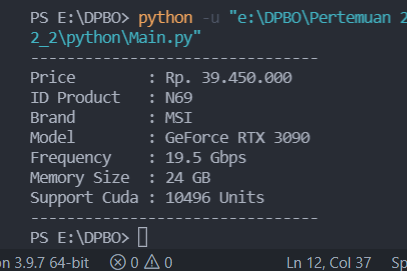 PS E:\DPBO> python -u "e:\DPBO\Pertemuan 2
2_2\python\Main.py"
--------------------------------
Price        : Rp. 39.450.000
ID Product   : N69
Brand        : MSI
Model        : GeForce RTX 3090
Frequency    : 19.5 Gbps
Memory Size  : 24 GB
Support Cuda : 10496 Units
--------------------------------
PS E:\DPBO>
n 3.9.7 64-bit 0 0 Ln 12, Col 37 Sp